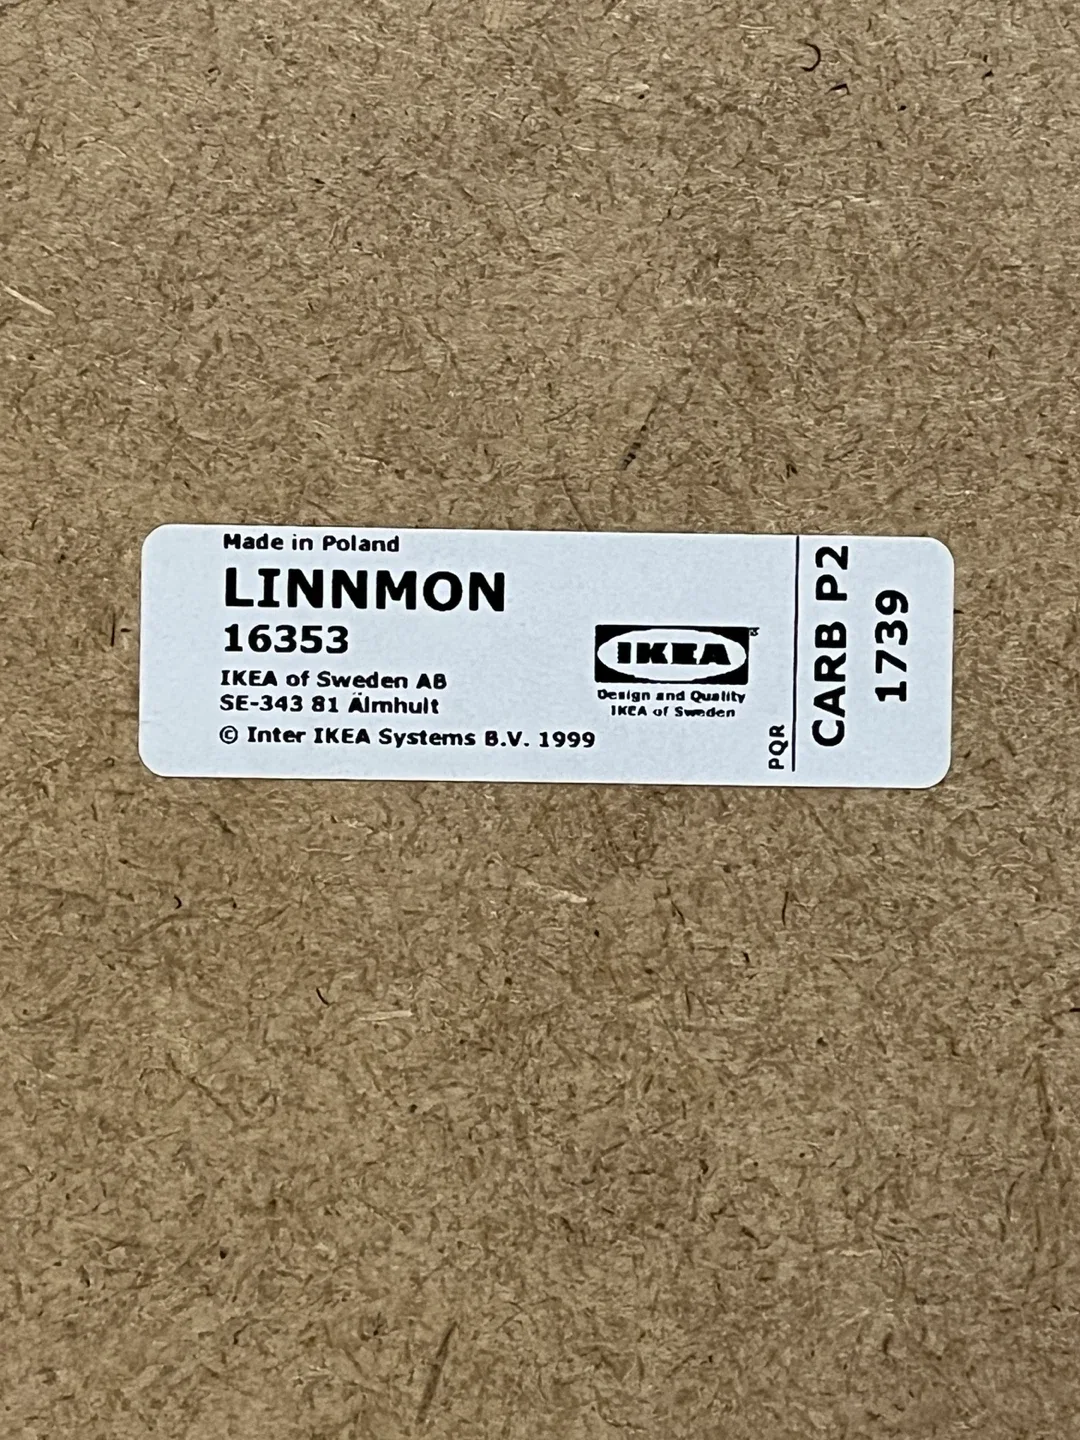 Made in Poland
LINNMON
16353
IKEA of Sweden AB
SE-343 81 Älmhult
© Inter IKEA Systems B.V. 1999
IKEA®
Design and Quality
IKEA of Sweden
PQR
CARB P2
1739